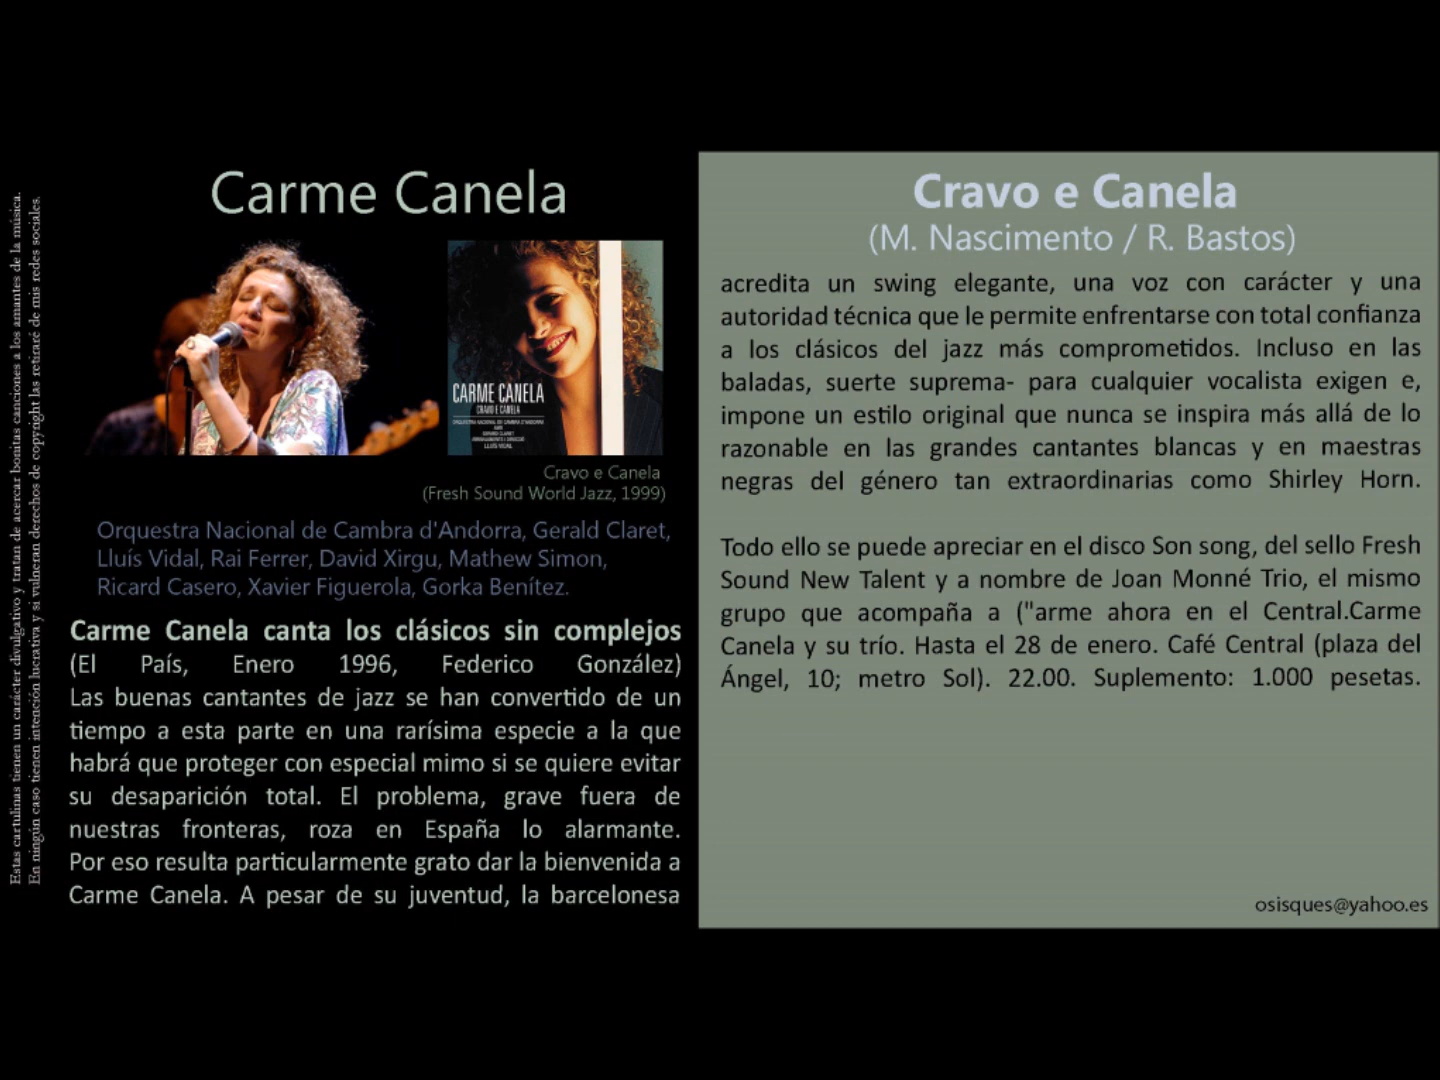 Estas cartulinas tienen un carácter divulgativo y tratan de acercar bonitas canciones a los amantes de la música.
En ningún caso tienen intención lucrativa y si vulneran derechos de copyright las retiraré de mis redes sociales.
Carme Canela
CARME CANELA
CRAVO E CANELA
ORQUESTRA NACIONAL DE CAMBRA D'ANDORRA
GERARD CLARET
LLUÍS VIDAL
Cravo e Canela
(Fresh Sound World Jazz, 1999)
Orquestra Nacional de Cambra d'Andorra, Gerald Claret,
Lluís Vidal, Rai Ferrer, David Xirgu, Mathew Simon,
Ricard Casero, Xavier Figuerola, Gorka Benítez.
Carme Canela canta los clásicos sin complejos
(El País, Enero 1996, Federico González)
Las buenas cantantes de jazz se han convertido de un
tiempo a esta parte en una rarísima especie a la que
habrá que proteger con especial mimo si se quiere evitar
su desaparición total. El problema, grave fuera de
nuestras fronteras, roza en España lo alarmante.
Por eso resulta particularmente grato dar la bienvenida a
Carme Canela. A pesar de su juventud, la barcelonesa
Cravo e Canela
(M. Nascimento / R. Bastos)
acredita un swing elegante, una voz con carácter y una
autoridad técnica que le permite enfrentarse con total confianza
a los clásicos del jazz más comprometidos. Incluso en las
baladas, suerte suprema- para cualquier vocalista exigen e,
impone un estilo original que nunca se inspira más allá de lo
razonable en las grandes cantantes blancas y en maestras
negras del género tan extraordinarias como Shirley Horn.
Todo ello se puede apreciar en el disco Son song, del sello Fresh
Sound New Talent y a nombre de Joan Monné Trio, el mismo
grupo que acompaña a ("arme ahora en el Central.Carme
Canela y su trío. Hasta el 28 de enero. Café Central (plaza del
Ángel, 10; metro Sol). 22.00. Suplemento: 1.000 pesetas.
osisques@yahoo.es